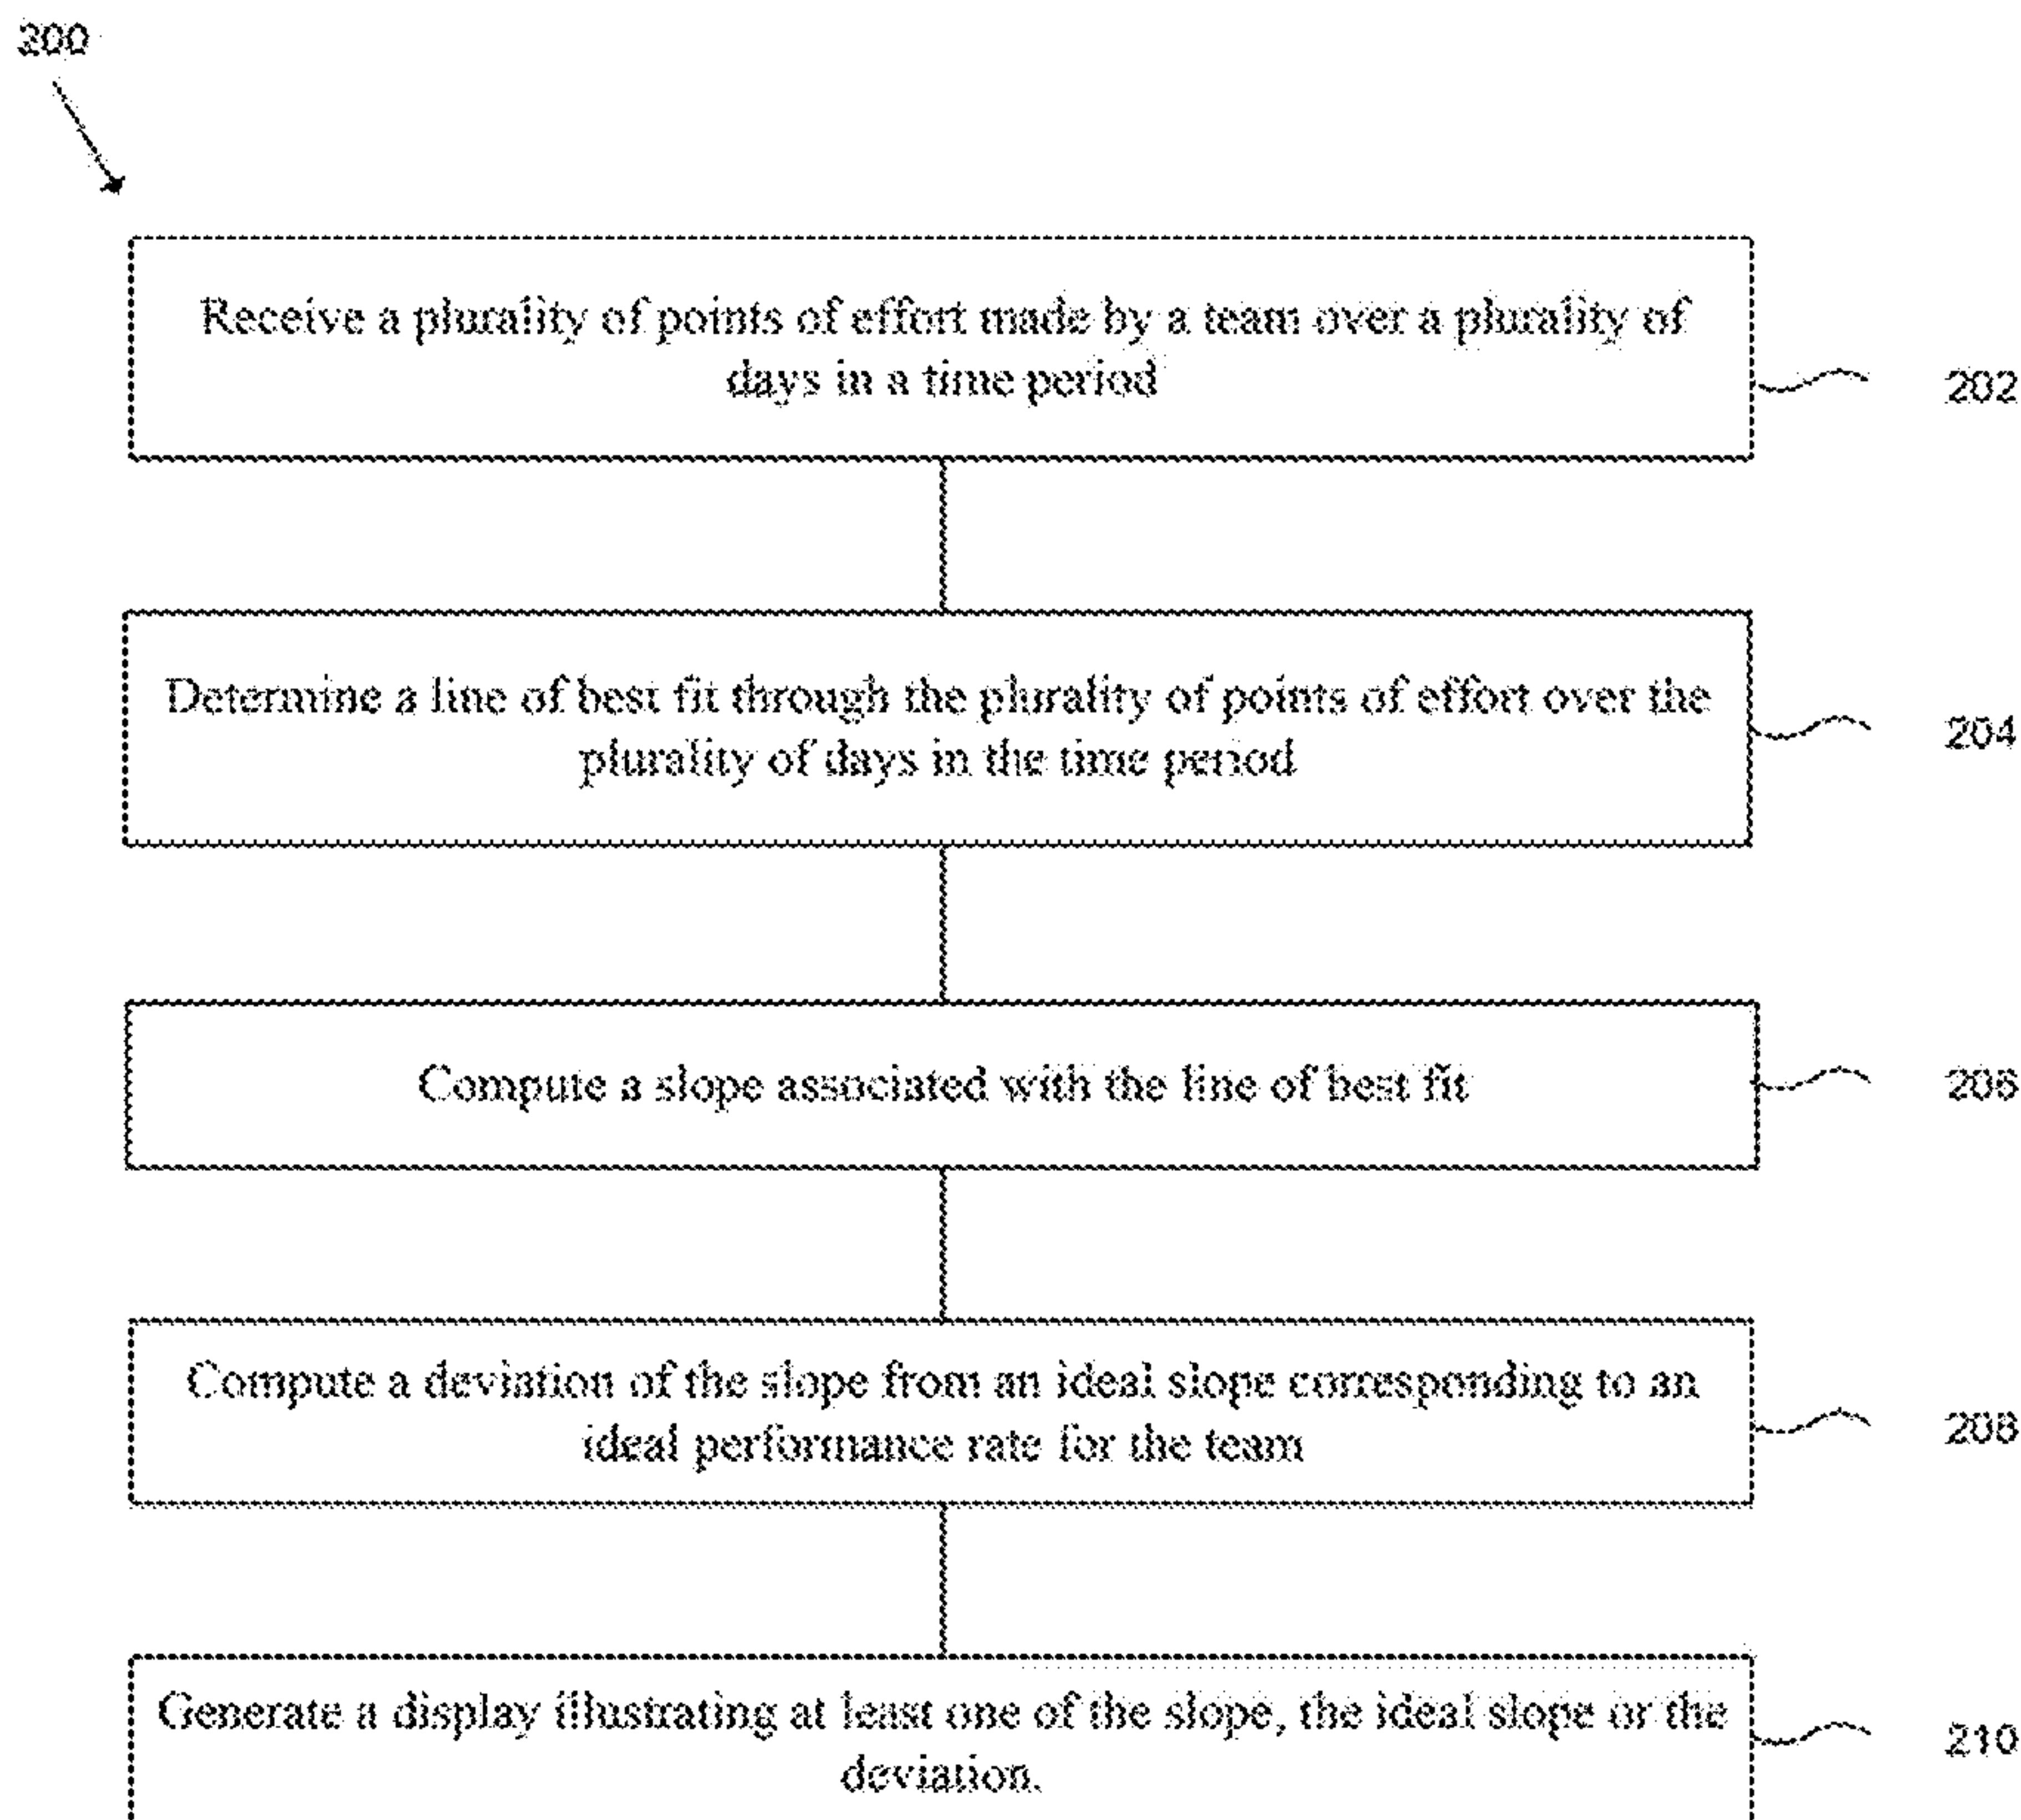 200
Receive a plurality of points of effort made by a team over a plurality of
days in a time period
202
Determine a line of best fit through the plurality of points of effort over the
plurality of days in the time period
204
Compute a slope associated with the line of best fit
206
Compute a deviation of the slope from an ideal slope corresponding to an
ideal performance rate for the team
208
Generate a display illustrating at least one of the slope, the ideal slope or the
deviation.
210